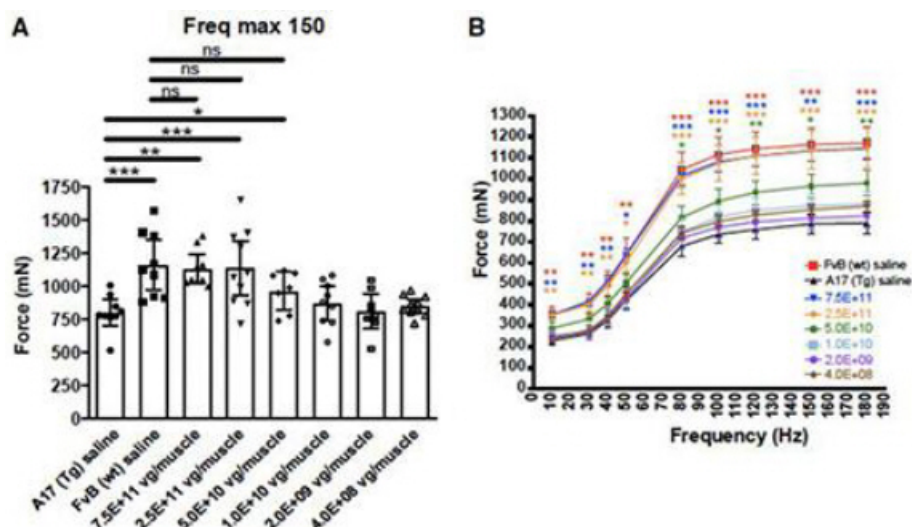 A
Freq max 150
ns
ns
ns
*
***
**
***
Force (mN)
1750
1500
1250
1000
750
500
250
0
A17 (Tg) saline
FvB (wt) saline
7.5E+11 vg/muscle
2.5E+11 vg/muscle
5.0E+10 vg/muscle
1.0E+10 vg/muscle
2.0E+09 vg/muscle
4.0E+08 vg/muscle
B
Force (mN)
1300
1200
1100
1000
900
800
700
600
500
400
300
200
100
0
0 10 20 30 40 50 60 70 80 90 100 110 120 130 140 150 160 170 180 190
Frequency (Hz)
FvB (wt) saline
A17 (Tg) saline
7.5E+11
2.5E+11
5.0E+10
1.0E+10
2.0E+09
4.0E+08